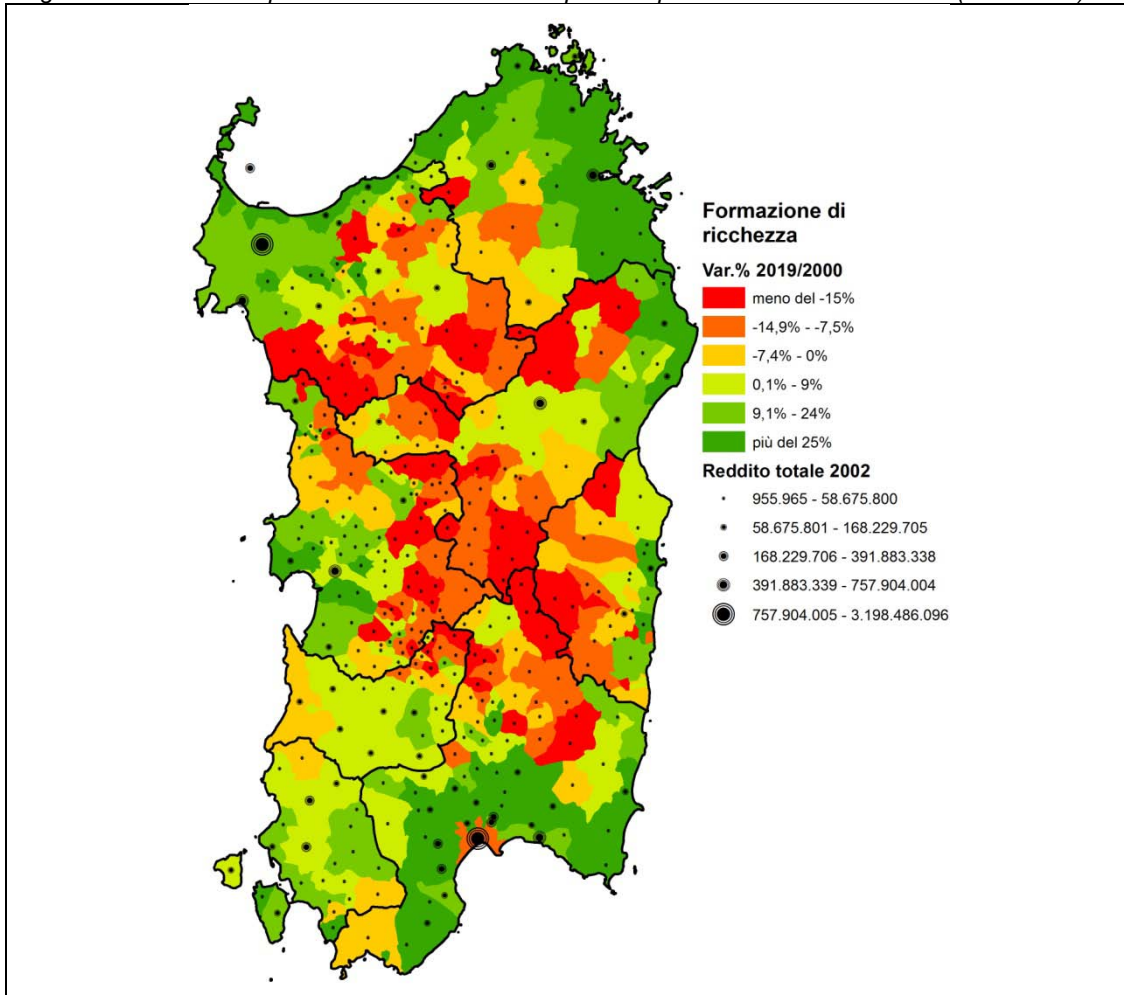 Formazione di
ricchezza
Var.% 2019/2000
meno del -15%
-14,9% - -7,5%
-7,4% - 0%
0,1% - 9%
9,1% - 24%
più del 25%
Reddito totale 2002
955.965 - 58.675.800
58.675.801 - 168.229.705
168.229.706 - 391.883.338
391.883.339 - 757.904.004
757.904.005 - 3.198.486.096